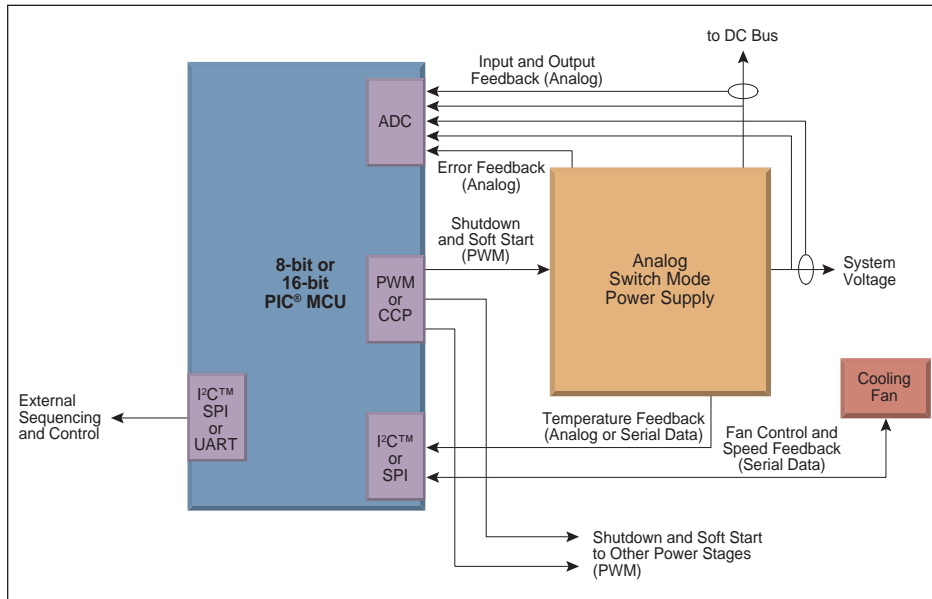 to DC Bus
Input and Output
Feedback (Analog)
ADC
Error Feedback
(Analog)
Shutdown
and Soft Start
(PWM)
8-bit or
16-bit
PIC® MCU
PWM
or
CCP
Analog
Switch Mode
Power Supply
System
Voltage
Cooling
Fan
External
Sequencing
and Control
I²C™
SPI
or
UART
I²C™
or
SPI
Temperature Feedback
(Analog or Serial Data)
Fan Control and
Speed Feedback
(Serial Data)
Shutdown and Soft Start
to Other Power Stages
(PWM)